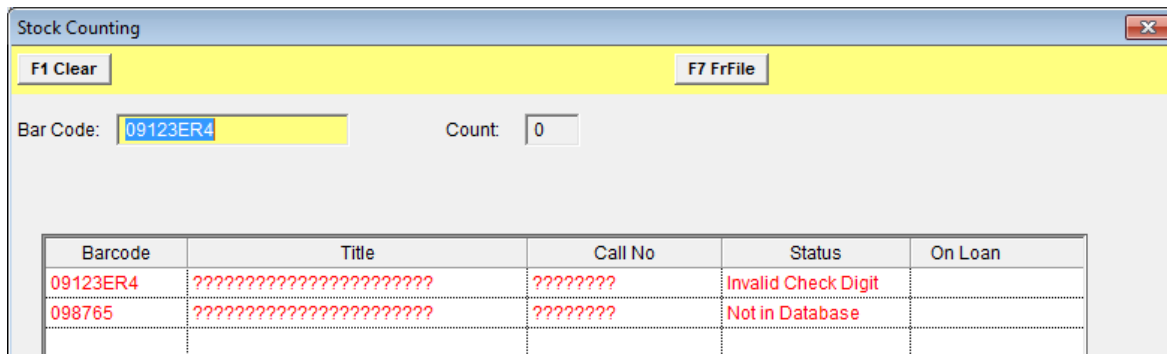 Stock Counting
F1 Clear F7 FrFile
Bar Code: 09123ER4 Count: 0
Barcode Title Call No Status On Loan
09123ER4 ??????????????????????? ???????? Invalid Check Digit
098765 ??????????????????????? ???????? Not in Database